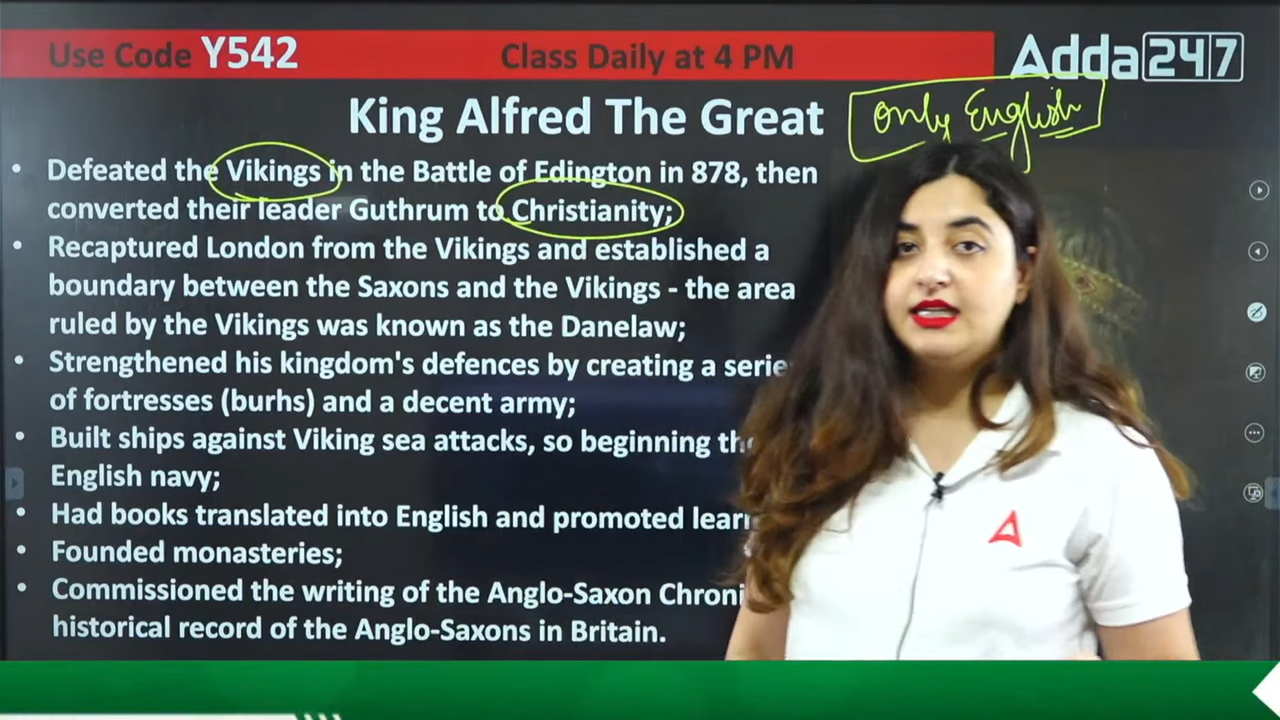 Use Code Y542 Class Daily at 4 PM Adda247
King Alfred The Great
only English
• Defeated the Vikings in the Battle of Edington in 878, then
converted their leader Guthrum to Christianity;
• Recaptured London from the Vikings and established a
boundary between the Saxons and the Vikings - the area
ruled by the Vikings was known as the Danelaw;
• Strengthened his kingdom's defences by creating a serie
of fortresses (burhs) and a decent army;
• Built ships against Viking sea attacks, so beginning the
English navy;
• Had books translated into English and promoted lear
• Founded monasteries;
• Commissioned the writing of the Anglo-Saxon Chroni
historical record of the Anglo-Saxons in Britain.